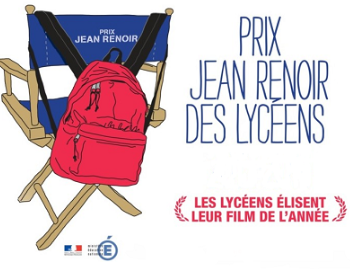 PRIX
JEAN RENOIR
PRIX
JEAN RENOIR
DES LYCÉENS
LES LYCÉENS ÉLISENT
LEUR FILM DE L'ANNÉE